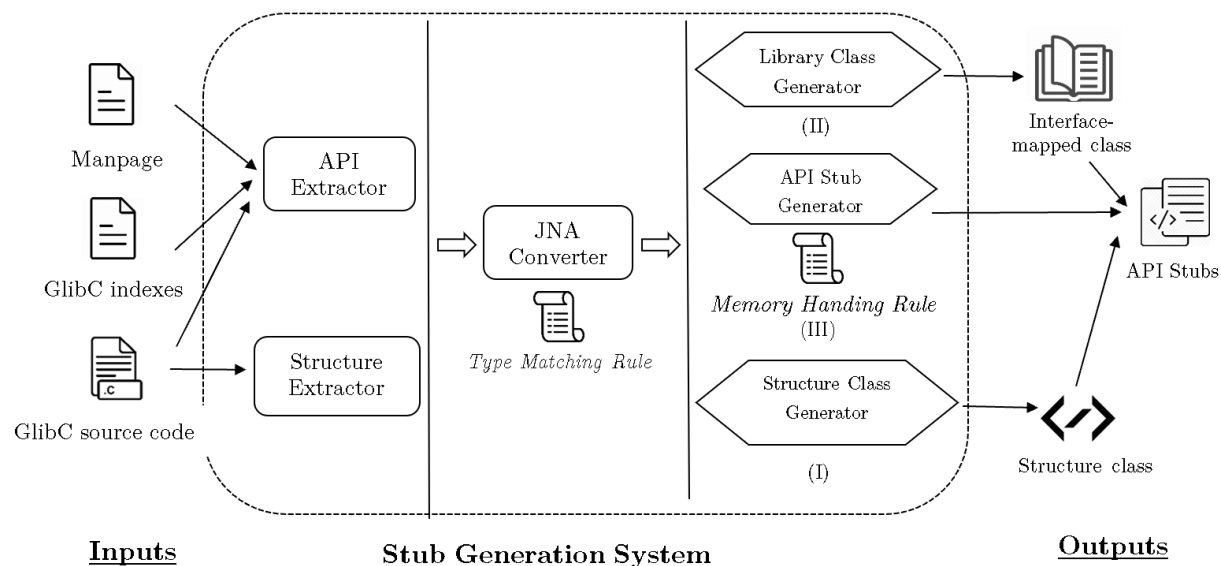 Manpage
GlibC indexes
.C
GlibC source code
API
Extractor
Structure
Extractor
JNA
Converter
Type Matching Rule
Library Class
Generator
(II)
API Stub
Generator
Memory Handing Rule
(III)
Structure Class
Generator
(I)
Interface-
mapped class
</>
API Stubs
Structure class
Inputs
Stub Generation System
Outputs